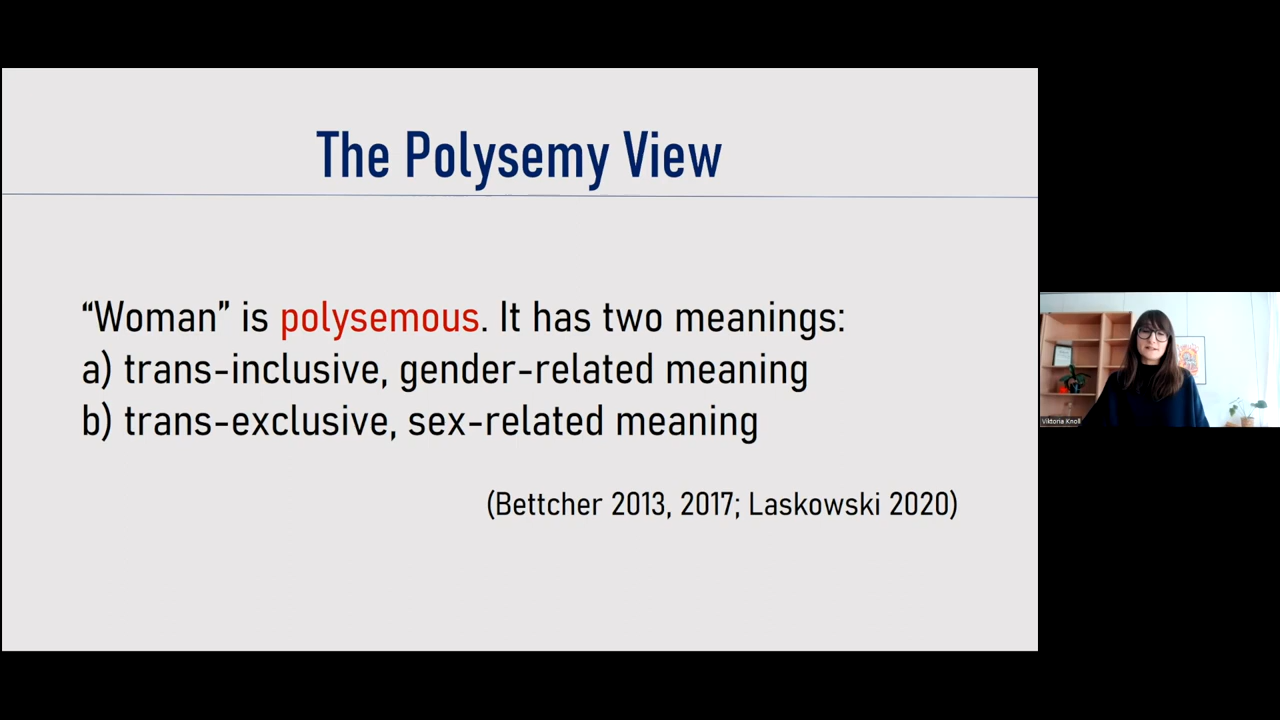 The Polysemy View
“Woman” is polysemous. It has two meanings:
a) trans-inclusive, gender-related meaning
b) trans-exclusive, sex-related meaning
(Bettcher 2013, 2017; Laskowski 2020)
Viktoria Knoll